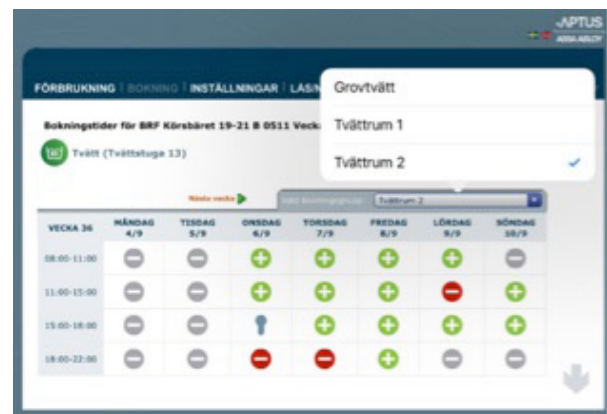 APTUS
ASSA ABLOY
FÖRBRUKNING | BOKNING | INSTÄLLNINGAR |
Grovtvätt
Tvättrum 1
Tvättrum 2
Bokningstider för BRF Körsbäret 19-21 B 0511
Tvätt (Tvättstuga 13)
Nästa vecka
Tvättrum 2
VECKA 36 MÅNDAG 4/9 TISDAG 5/9 ONSDAG 6/9 TORSDAG 7/9 FREDAG 8/9 LÖRDAG 9/9 SÖNDAG 10/9
08:00-11:00
11:00-15:00
15:00-18:00
18:00-22:00